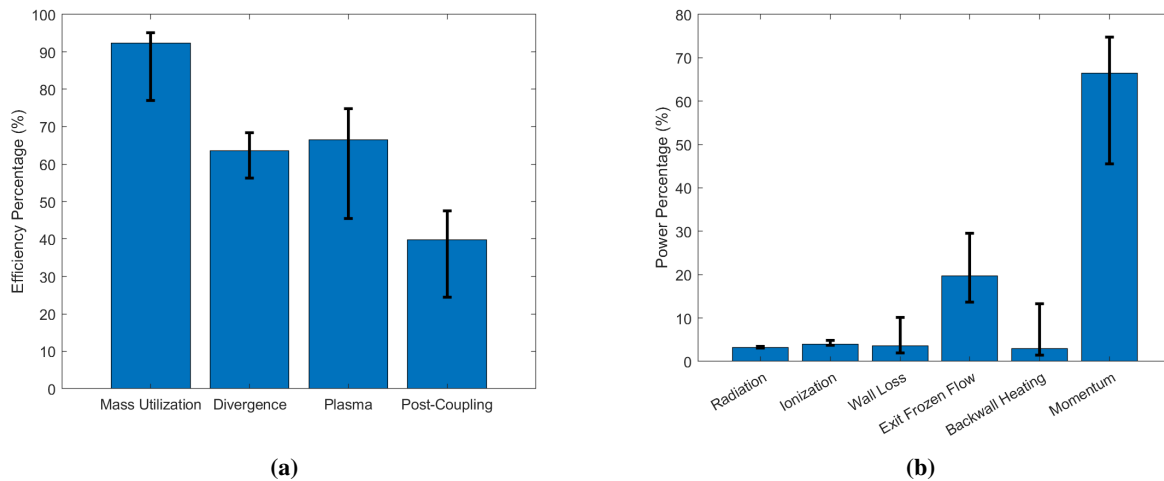 100
90
80
70
60
50
40
30
20
10
0
Efficiency Percentage (%)
Mass Utilization Divergence Plasma Post-Coupling
(a)
80
70
60
50
40
30
20
10
0
Power Percentage (%)
Radiation
Ionization
Wall Loss
Exit Frozen Flow
Backwall Heating
Momentum
(b)